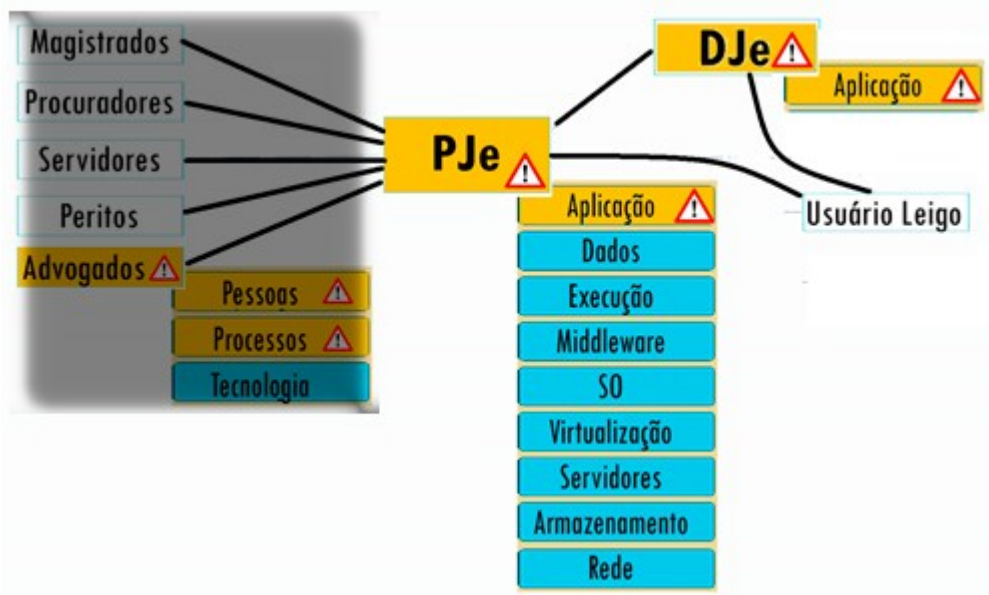 Magistrados
Procuradores
Servidores
Peritos
Advogados
Pessoas
Processos
Tecnologia
PJe
Aplicação
Dados
Execução
Middleware
SO
Virtualização
Servidores
Armazenamento
Rede
DJe
Aplicação
Usuário Leigo